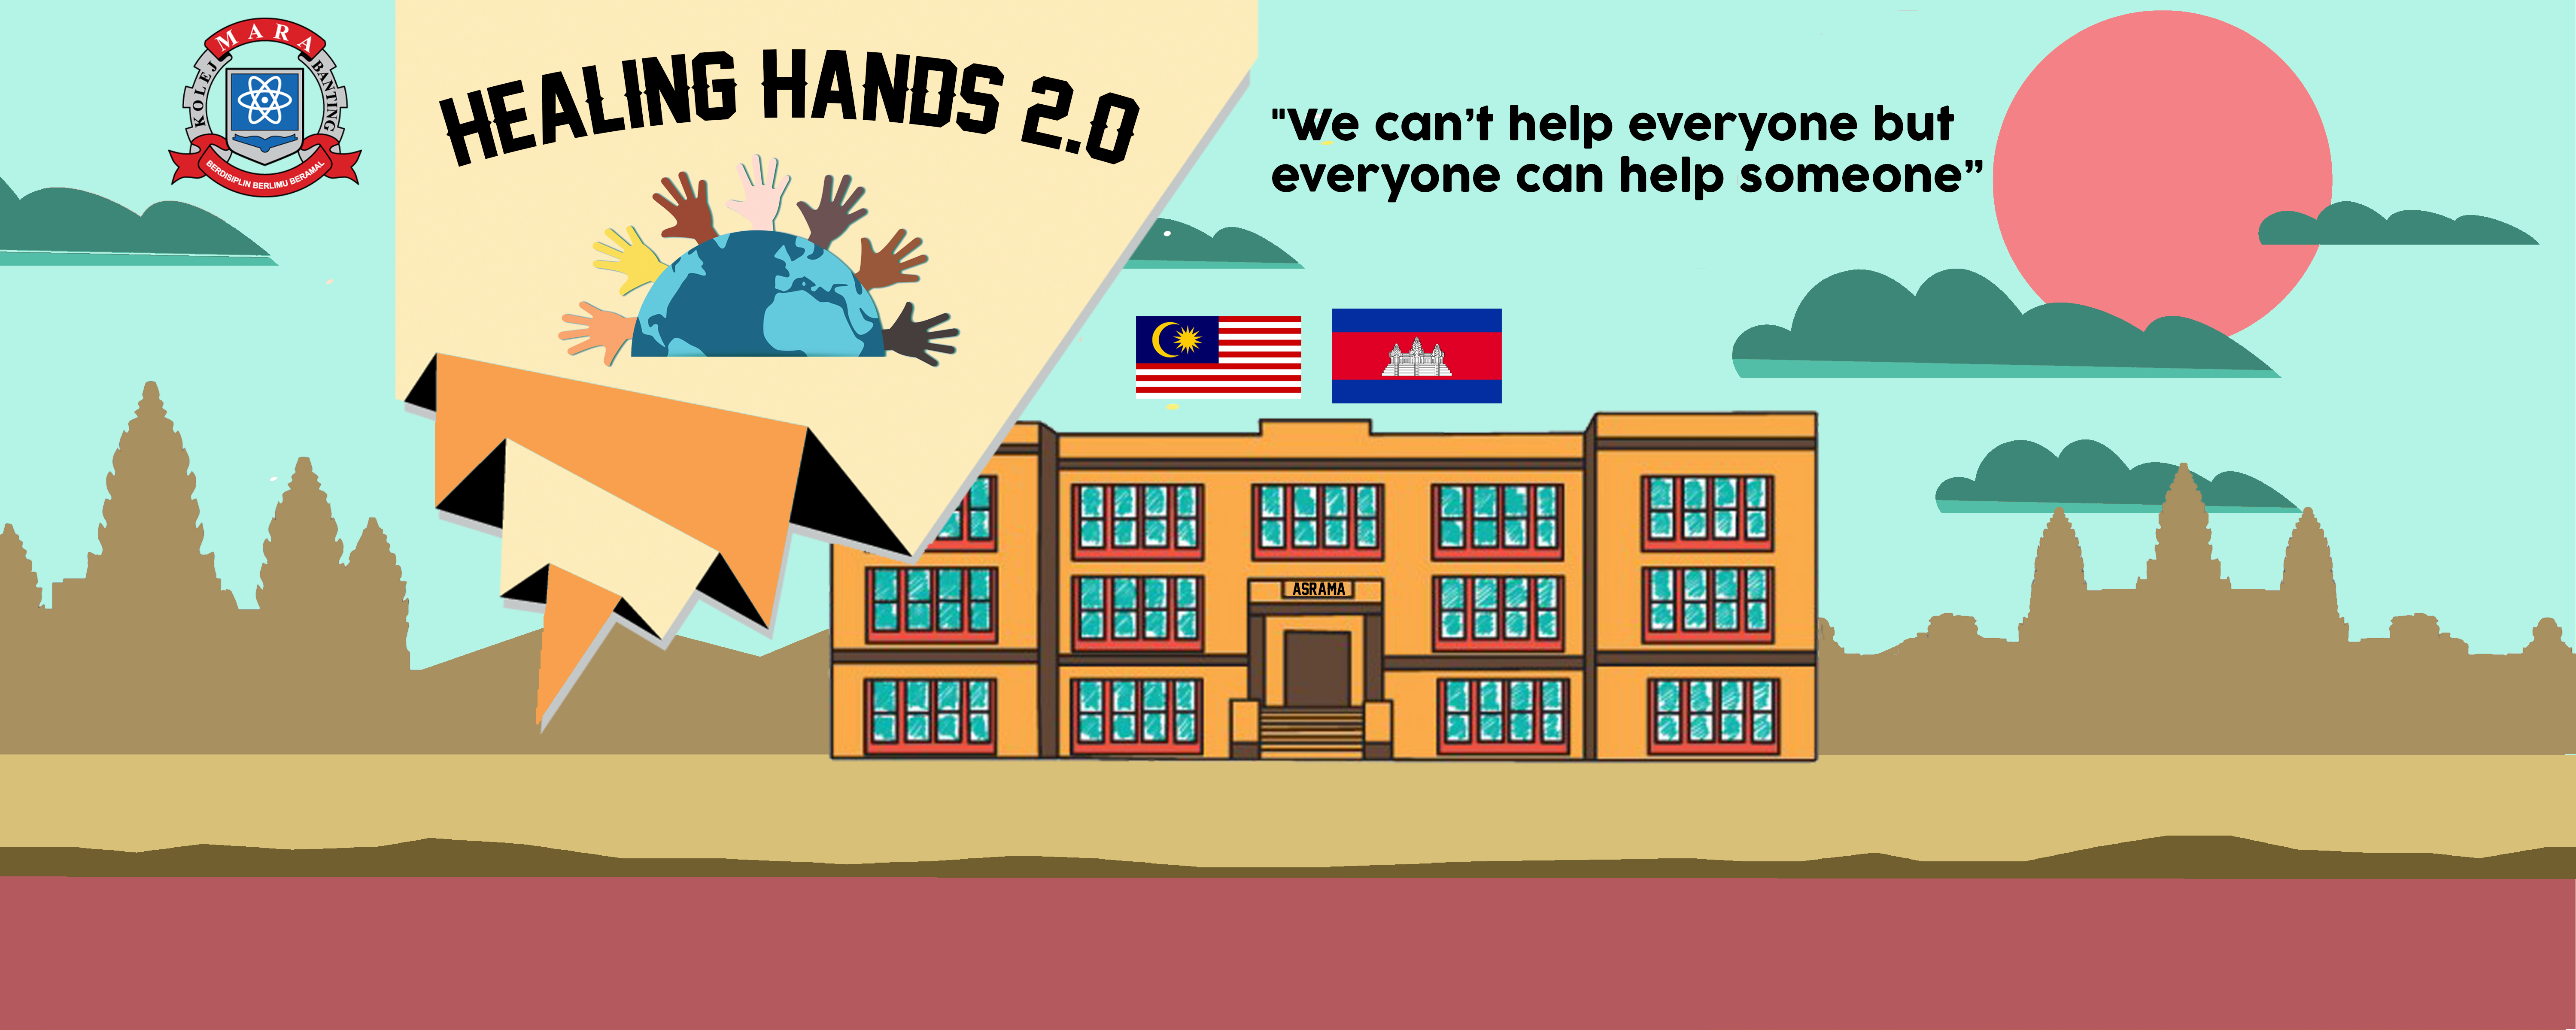 MARA
KOLEJ
BANTING
BERDISIPLIN BERLIMU BERAMAL
HEALING HANDS 2.0
"We can't help everyone but
everyone can help someone”
ASRAMA